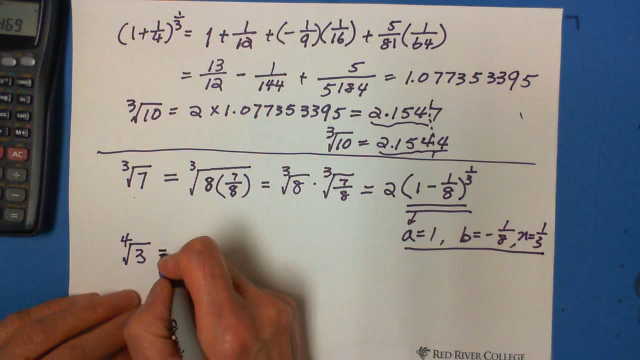 (1+1/4)^(1/3) = 1 + 1/12 + (-1/9)(1/16) + 5/81(1/64)
= 13/12 - 1/144 + 5/5184 = 1.077353395
∛10 = 2 × 1.077353395 = 2.1547
∛10 = 2.1544
∛7 = ∛(8(7/8)) = ∛8 · ∛(7/8) = 2(1 - 1/8)^(1/3)
a=1, b=-1/8, n=1/3
∜3 =
RED RIVER COLLEGE
AC